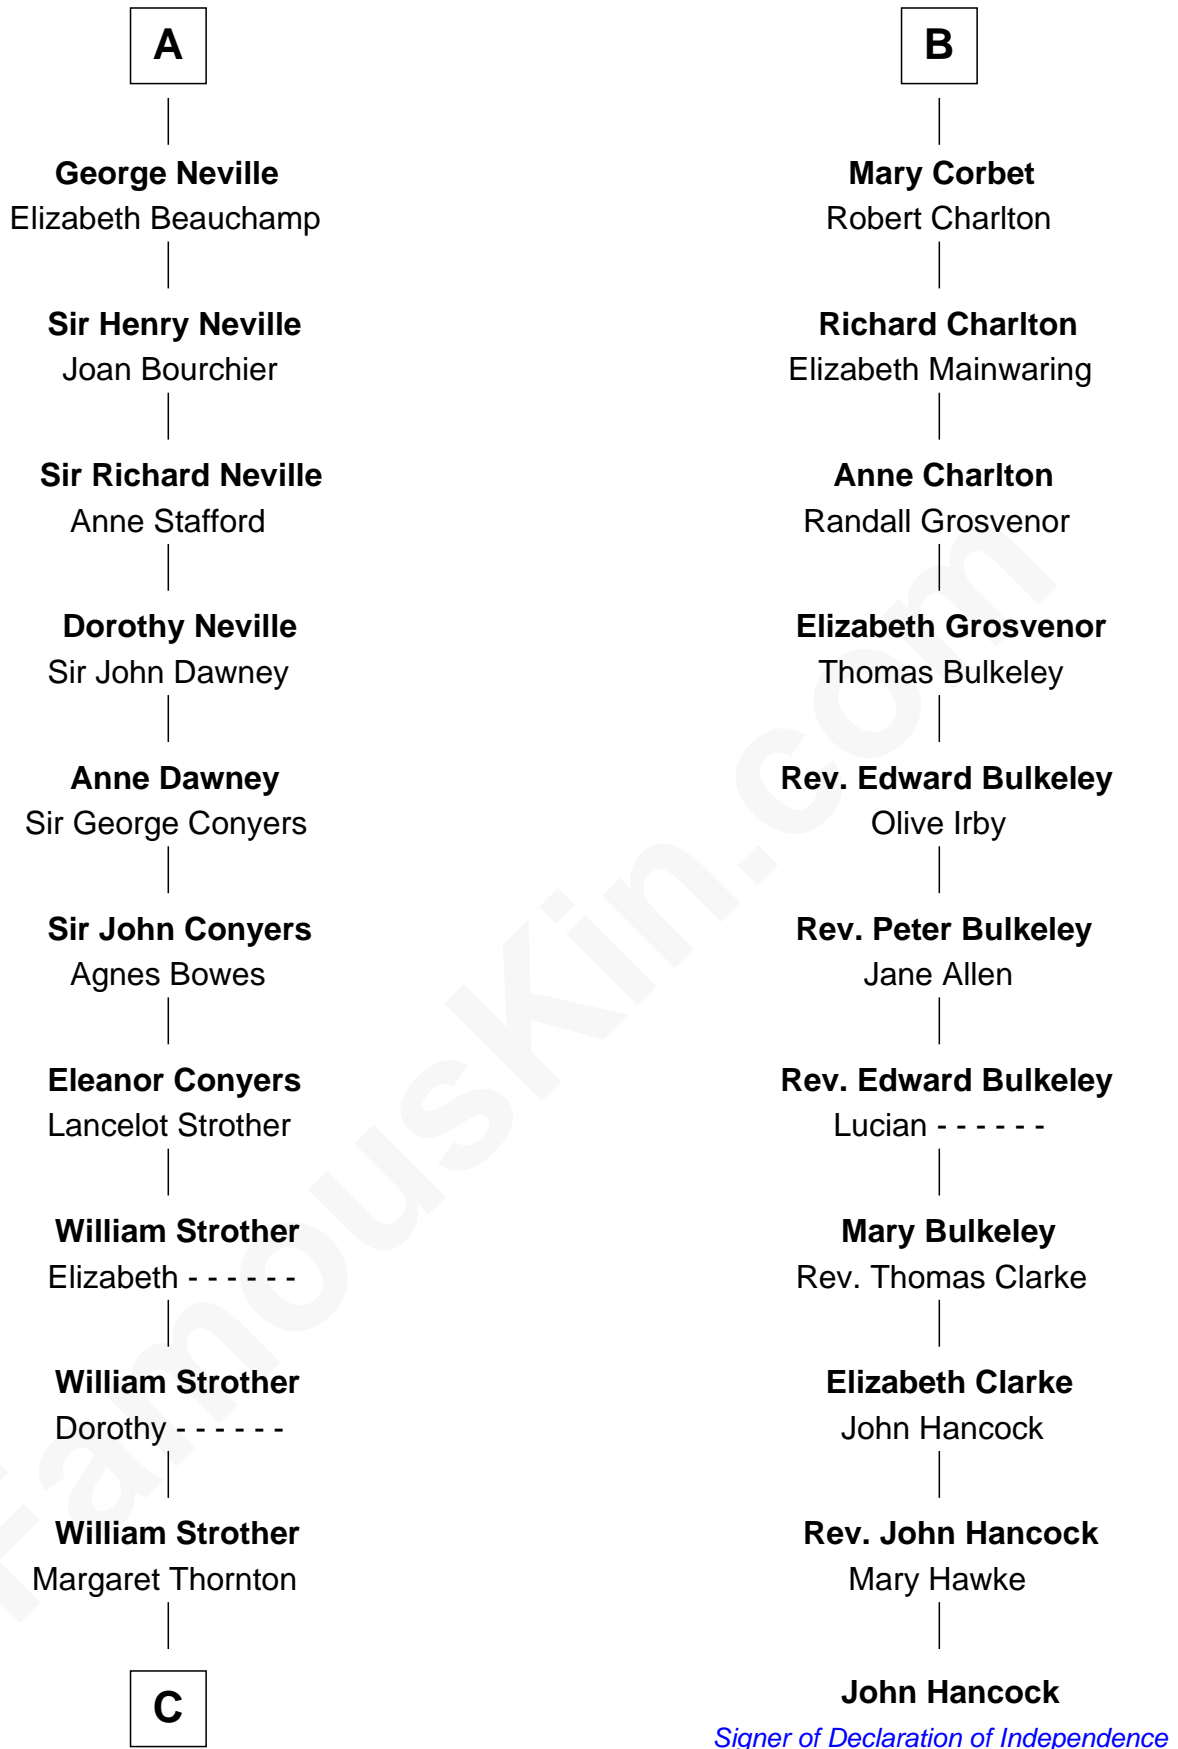 A
George Neville
Elizabeth Beauchamp
Sir Henry Neville
Joan Bourchier
Sir Richard Neville
Anne Stafford
Dorothy Neville
Sir John Dawney
Anne Dawney
Sir George Conyers
Sir John Conyers
Agnes Bowes
Eleanor Conyers
Lancelot Strother
William Strother
Elizabeth - - - - - -
William Strother
Dorothy - - - - - -
William Strother
Margaret Thornton
C
B
Mary Corbet
Robert Charlton
Richard Charlton
Elizabeth Mainwaring
Anne Charlton
Randall Grosvenor
Elizabeth Grosvenor
Thomas Bulkeley
Rev. Edward Bulkeley
Olive Irby
Rev. Peter Bulkeley
Jane Allen
Rev. Edward Bulkeley
Lucian - - - - - -
Mary Bulkeley
Rev. Thomas Clarke
Elizabeth Clarke
John Hancock
Rev. John Hancock
Mary Hawke
John Hancock
Signer of Declaration of Independence
FamousKin.com